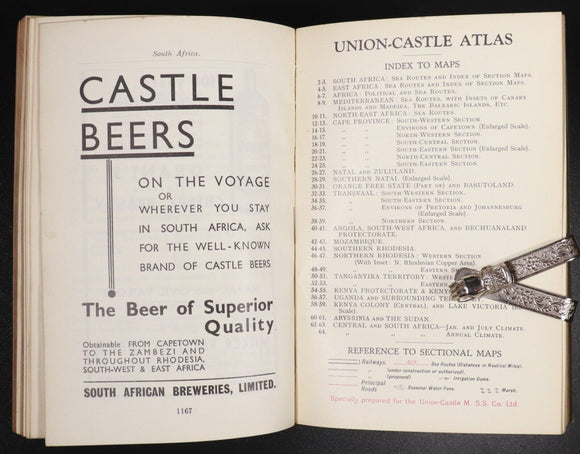 South Africa.
CASTLE
BEERS
ON THE VOYAGE
OR
WHEREVER YOU STAY
IN SOUTH AFRICA, ASK
FOR THE WELL-KNOWN
BRAND OF CASTLE BEERS
The Beer of Superior
Quality
Obtainable FROM CAPETOWN
TO THE ZAMBEZI AND
THROUGHOUT RHODESIA,
SOUTH-WEST & EAST AFRICA
SOUTH AFRICAN BREWERIES, LIMITED.
1167
UNION-CASTLE ATLAS
INDEX TO MAPS
2-3. SOUTH AFRICA: Sea Routes and Index of Section Maps.
4-5. EAST AFRICA: Sea Routes and Index of Section Maps.
6-7. AFRICA: Political and Sea Routes.
8-9. MEDITERRANEAN: Sea Routes, with Insets of Canary
Islands and Madeira, The Balearic Islands, Etc.
10-11. NORTH-EAST AFRICA: Sea Routes.
12-13. CAPE PROVINCE: South-Western Section.
14-15. " " Environs of Capetown (Enlarged Scale).
16-17. " " North-Western Section.
18-19. " " South-Central Section.
20-21. " " South-Eastern Section (Enlarged Scale).
22-23. " " North-Central Section.
24-25. " " South-Eastern Section.
26-27. NATAL and ZULULAND.
28-29. SOUTHERN NATAL (Enlarged Scale).
30-31. ORANGE FREE STATE (Part of) and BASUTOLAND.
32-33. TRANSVAAL: South-Western Section.
34-35. " South-Eastern Section.
36-37. " Environs of Pretoria and Johannesburg
(Enlarged Scale).
38-39. " Northern Section.
40-41. ANGOLA, SOUTH-WEST AFRICA, and BECHUANALAND
PROTECTORATE.
42-43. MOZAMBIQUE.
44-45. SOUTHERN RHODESIA.
46-47. NORTHERN RHODESIA: Western Section
(With Inset: N. Rhodesian Copper Area).
48-49. " " Eastern
50-51. TANGANYIKA TERRITORY: West
52-53. " " Eastern
54-55. KENYA PROTECTORATE & KENYA
56-57. UGANDA and SURROUNDING TERRITORY
58-59. KENYA COLONY (Central), and LAKE VICTORIA (
Scale).
60-61. ABYSSINIA and THE SUDAN.
62-63. CENTRAL and SOUTH AFRICA—Jan. and July Climate.
64. " " " Annual Climate.
REFERENCE TO SECTIONAL MAPS
Railways. Sea Routes (Distances in Nautical Miles).
" (under construction or authorized).
" (proposed) Irrigation Dams.
Principal
Roads Seasonal Water Pans. Marsh.
Specially prepared for the Union-Castle M. S.S. Co. Ltd.